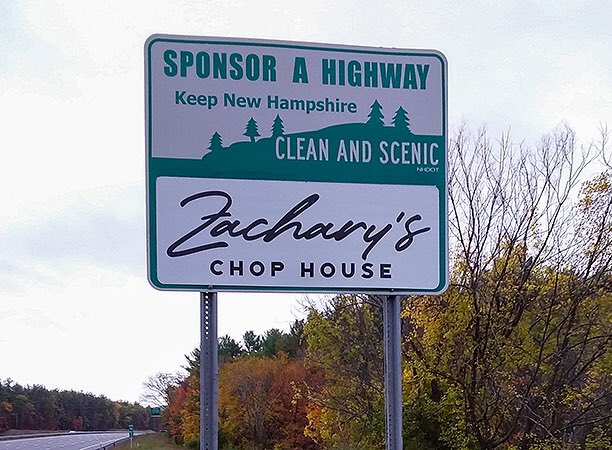 SPONSOR A HIGHWAY
Keep New Hampshire
CLEAN AND SCENIC
NHDOT
Zachary's
CHOP HOUSE